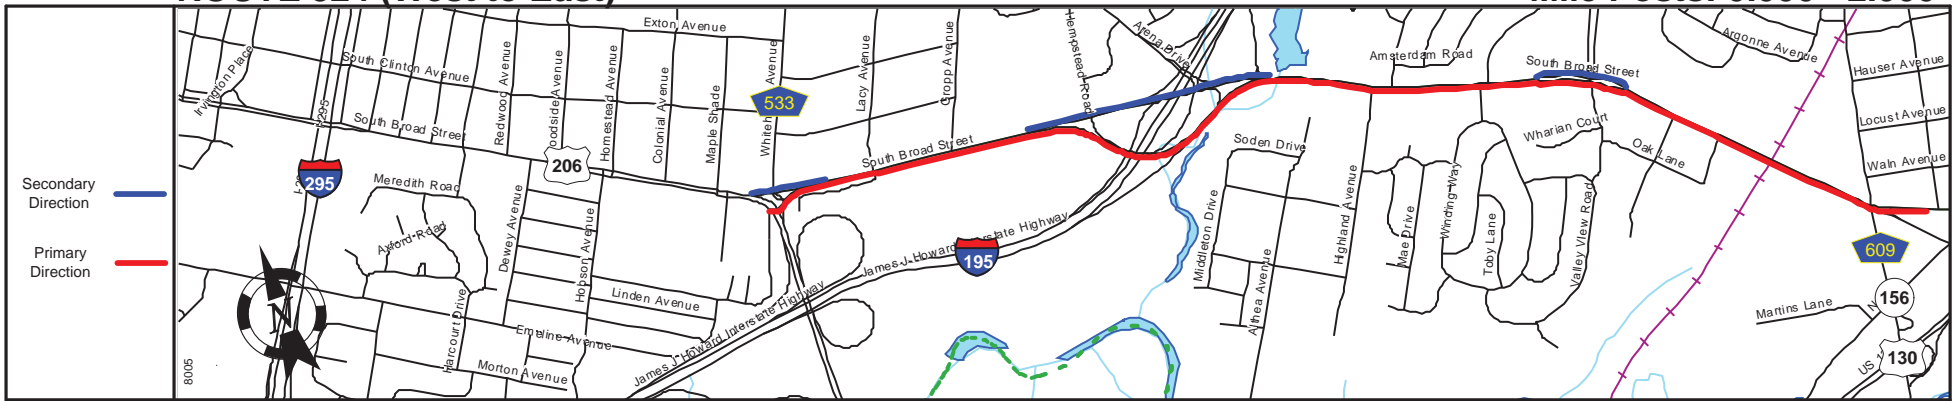 Secondary
Direction
Primary
Direction
Exton Avenue
South Clinton Avenue
Irvington Place
I-295
South Broad Street
Redwood Avenue
Woodside Avenue
Homestead Avenue
Colonial Avenue
Maple Shade
533
Lacy Avenue
Gropp Avenue
Hempstead Road
Arena Drive
Amsterdam Road
South Broad Street
Argonne Avenue
Hauser Avenue
Locust Avenue
Waln Avenue
206
295
Meredith Road
Axford Road
Dewey Avenue
Hobson Avenue
South Broad Street
Soden Drive
Wharian Court
Oak Lane
Highland Avenue
Middleton Drive
Mae Drive
Winding Way
Toby Lane
Valley View Road
Althea Avenue
James J Howard Interstate Highway
195
609
156
130
Martins Lane
Linden Avenue
Emeline Avenue
Harcourt Drive
Morton Avenue
James J Howard Interstate Highway
N
8005